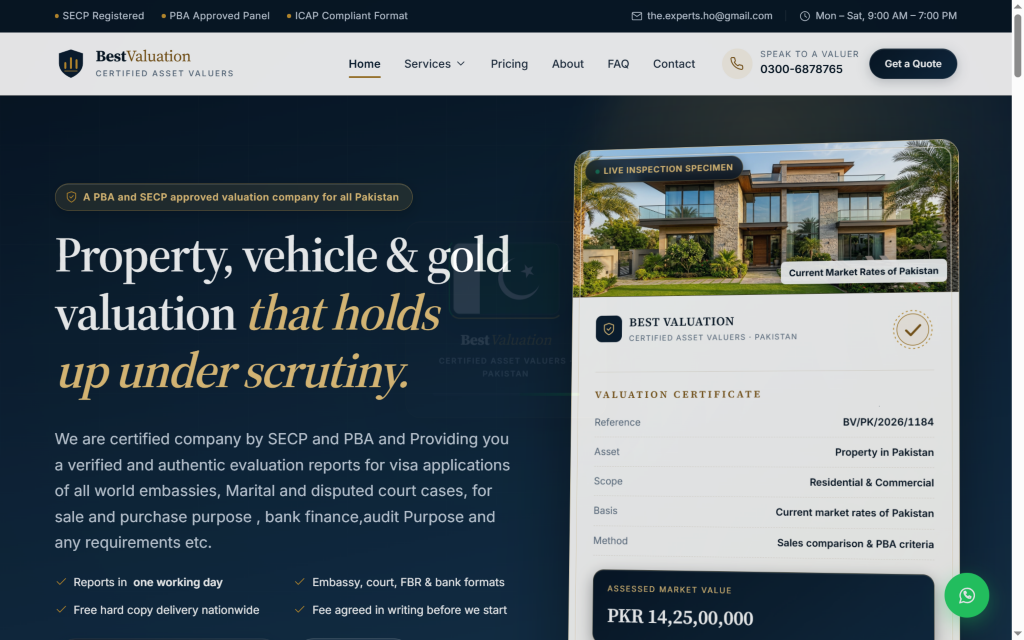 SECP Registered
PBA Approved Panel
ICAP Compliant Format
the.experts.ho@gmail.com
Mon – Sat, 9:00 AM – 7:00 PM
BestValuation
CERTIFIED ASSET VALUERS
Home
Services
Pricing
About
FAQ
Contact
SPEAK TO A VALUER
0300-6878765
Get a Quote
A PBA and SECP approved valuation company for all Pakistan
Property, vehicle & gold
valuation that holds
up under scrutiny.
BestValuation
CERTIFIED ASSET VALUERS
PAKISTAN
We are certified company by SECP and PBA and Providing you
a verified and authentic evaluation reports for visa applications
of all world embassies, Marital and disputed court cases, for
sale and purchase purpose , bank finance,audit Purpose and
any requirements etc.
Reports in one working day
Embassy, court, FBR & bank formats
Free hard copy delivery nationwide
Fee agreed in writing before we start
LIVE INSPECTION SPECIMEN
Current Market Rates of Pakistan
BEST VALUATION
CERTIFIED ASSET VALUERS · PAKISTAN
VALUATION CERTIFICATE
Reference BV/PK/2026/1184
Asset Property in Pakistan
Scope Residential & Commercial
Basis Current market rates of Pakistan
Method Sales comparison & PBA criteria
ASSESSED MARKET VALUE
PKR 14,25,00,000